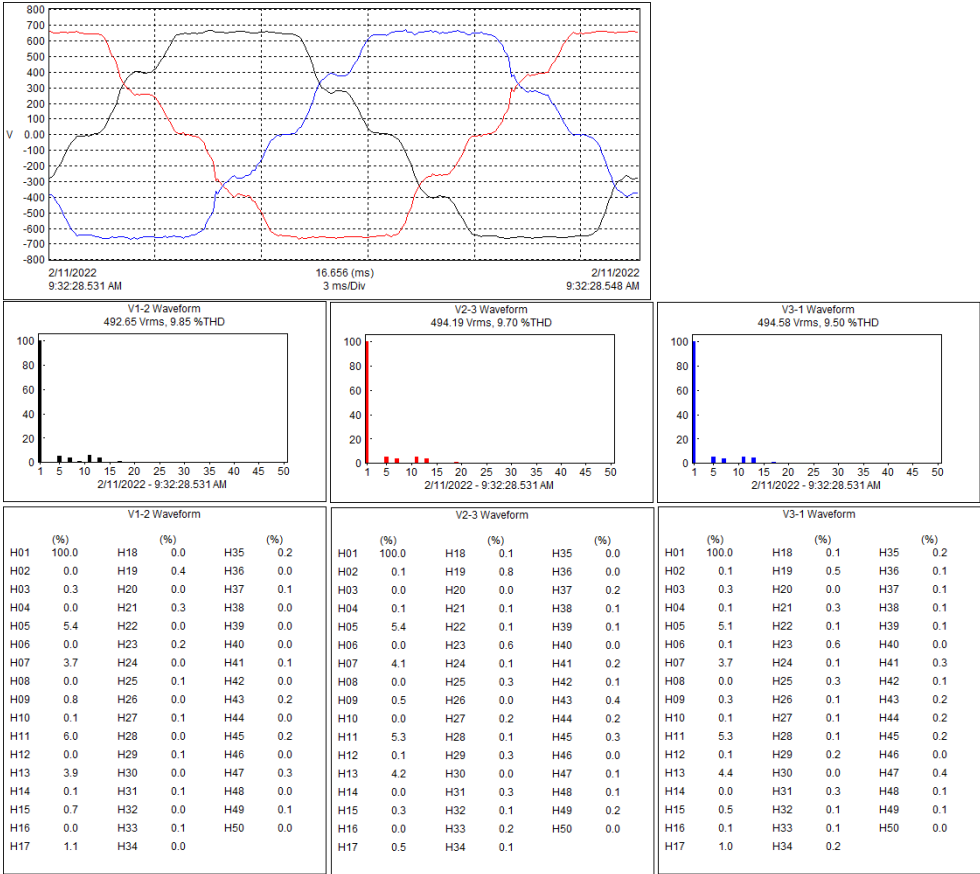 800
700
600
500
400
300
200
100
V 0.00
-100
-200
-300
-400
-500
-600
-700
-800
2/11/2022 16.656 (ms) 2/11/2022
9:32:28.531 AM 3 ms/Div 9:32:28.548 AM
V1-2 Waveform
492.65 Vrms, 9.85 %THD
100
80
60
40
20
0
1 5 10 15 20 25 30 35 40 45 50
2/11/2022 - 9:32:28.531 AM
V2-3 Waveform
494.19 Vrms, 9.70 %THD
100
80
60
40
20
0
1 5 10 15 20 25 30 35 40 45 50
2/11/2022 - 9:32:28.531 AM
V3-1 Waveform
494.58 Vrms, 9.50 %THD
100
80
60
40
20
0
1 5 10 15 20 25 30 35 40 45 50
2/11/2022 - 9:32:28.531 AM
V1-2 Waveform
(%) (%) (%)
H01 100.0 H18 0.0 H35 0.2
H02 0.0 H19 0.4 H36 0.0
H03 0.3 H20 0.0 H37 0.1
H04 0.0 H21 0.3 H38 0.0
H05 5.4 H22 0.0 H39 0.0
H06 0.0 H23 0.2 H40 0.0
H07 3.7 H24 0.0 H41 0.1
H08 0.0 H25 0.1 H42 0.0
H09 0.8 H26 0.0 H43 0.2
H10 0.1 H27 0.1 H44 0.0
H11 6.0 H28 0.0 H45 0.2
H12 0.0 H29 0.1 H46 0.0
H13 3.9 H30 0.0 H47 0.3
H14 0.1 H31 0.1 H48 0.0
H15 0.7 H32 0.0 H49 0.1
H16 0.0 H33 0.1 H50 0.0
H17 1.1 H34 0.0
V2-3 Waveform
(%) (%) (%)
H01 100.0 H18 0.1 H35 0.0
H02 0.1 H19 0.8 H36 0.0
H03 0.0 H20 0.0 H37 0.2
H04 0.1 H21 0.1 H38 0.1
H05 5.4 H22 0.1 H39 0.1
H06 0.0 H23 0.6 H40 0.0
H07 4.1 H24 0.1 H41 0.2
H08 0.0 H25 0.3 H42 0.1
H09 0.5 H26 0.0 H43 0.4
H10 0.0 H27 0.2 H44 0.2
H11 5.3 H28 0.1 H45 0.3
H12 0.1 H29 0.3 H46 0.0
H13 4.2 H30 0.0 H47 0.1
H14 0.0 H31 0.3 H48 0.1
H15 0.3 H32 0.1 H49 0.2
H16 0.0 H33 0.2 H50 0.0
H17 0.5 H34 0.1
V3-1 Waveform
(%) (%) (%)
H01 100.0 H18 0.1 H35 0.2
H02 0.1 H19 0.5 H36 0.1
H03 0.3 H20 0.0 H37 0.1
H04 0.1 H21 0.3 H38 0.1
H05 5.1 H22 0.1 H39 0.1
H06 0.1 H23 0.6 H40 0.0
H07 3.7 H24 0.1 H41 0.3
H08 0.0 H25 0.3 H42 0.1
H09 0.3 H26 0.1 H43 0.2
H10 0.1 H27 0.1 H44 0.2
H11 5.3 H28 0.1 H45 0.2
H12 0.1 H29 0.2 H46 0.0
H13 4.4 H30 0.0 H47 0.4
H14 0.0 H31 0.3 H48 0.1
H15 0.5 H32 0.1 H49 0.1
H16 0.1 H33 0.1 H50 0.0
H17 1.0 H34 0.2